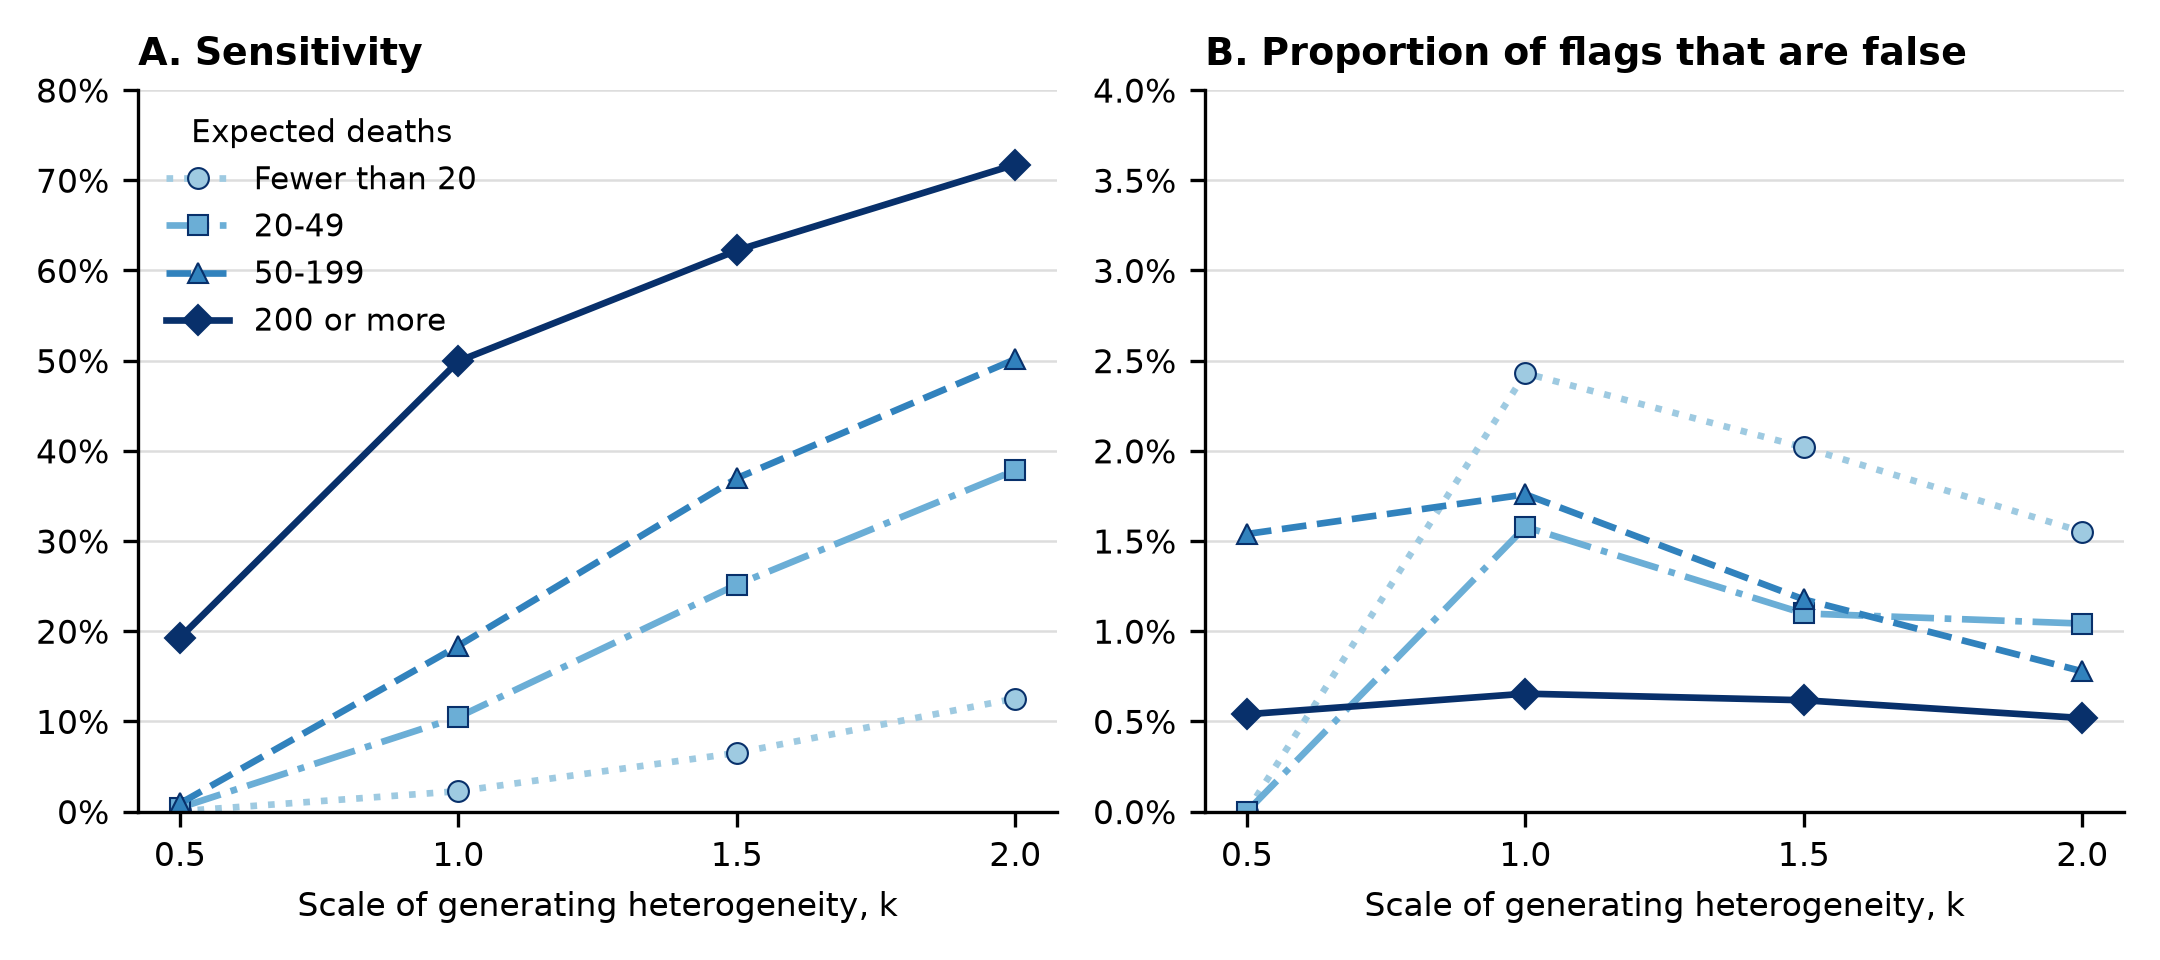 A. Sensitivity
80%
70%
60%
50%
40%
30%
20%
10%
0%
Expected deaths
Fewer than 20
20-49
50-199
200 or more
0.5 1.0 1.5 2.0
Scale of generating heterogeneity, k
B. Proportion of flags that are false
4.0%
3.5%
3.0%
2.5%
2.0%
1.5%
1.0%
0.5%
0.0%
0.5 1.0 1.5 2.0
Scale of generating heterogeneity, k